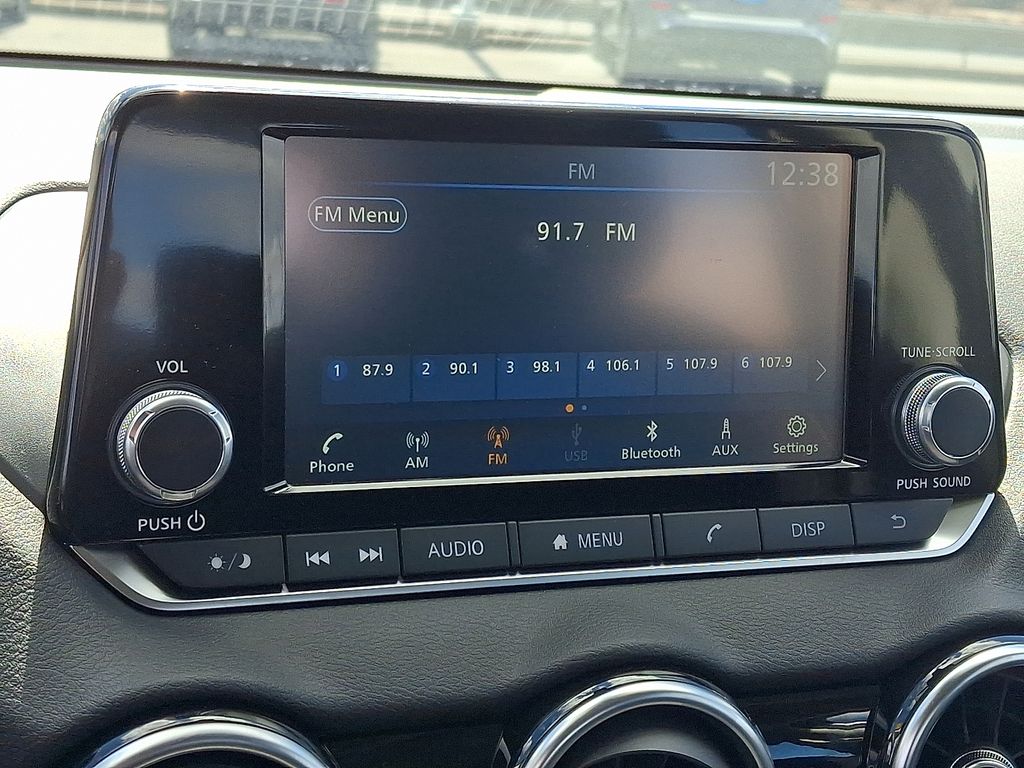 FM 12:38
FM Menu
91.7 FM
VOL
TUNE·SCROLL
1 87.9 2 90.1 3 98.1 4 106.1 5 107.9 6 107.9
Phone AM FM USB Bluetooth AUX Settings
PUSH
PUSH SOUND
AUDIO MENU DISP